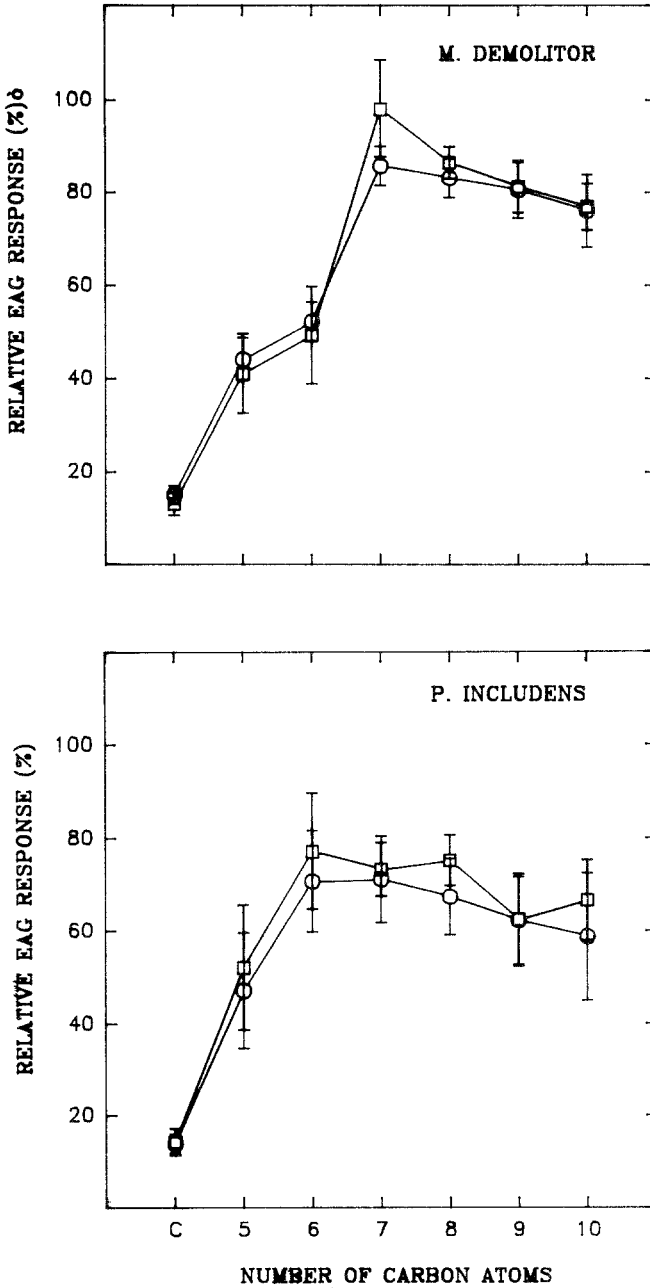 M. DEMOLITOR
RELATIVE EAG RESPONSE (%)δ
100
80
60
40
20
P. INCLUDENS
RELATIVE EAG RESPONSE (%)
100
80
60
40
20
C 5 6 7 8 9 10
NUMBER OF CARBON ATOMS